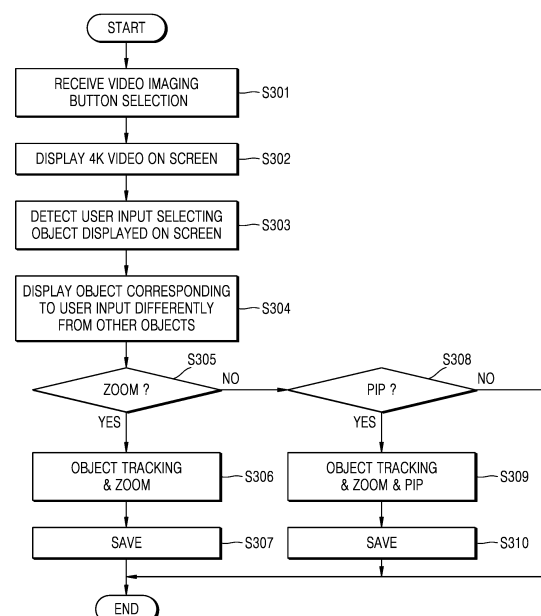 START
RECEIVE VIDEO IMAGING
BUTTON SELECTION
S301
DISPLAY 4K VIDEO ON SCREEN
S302
DETECT USER INPUT SELECTING
OBJECT DISPLAYED ON SCREEN
S303
DISPLAY OBJECT CORRESPONDING
TO USER INPUT DIFFERENTLY
FROM OTHER OBJECTS
S304
S305
ZOOM ?
NO
YES
S308
PIP ?
NO
YES
OBJECT TRACKING
& ZOOM
S306
OBJECT TRACKING
& ZOOM & PIP
S309
SAVE
S307
SAVE
S310
END